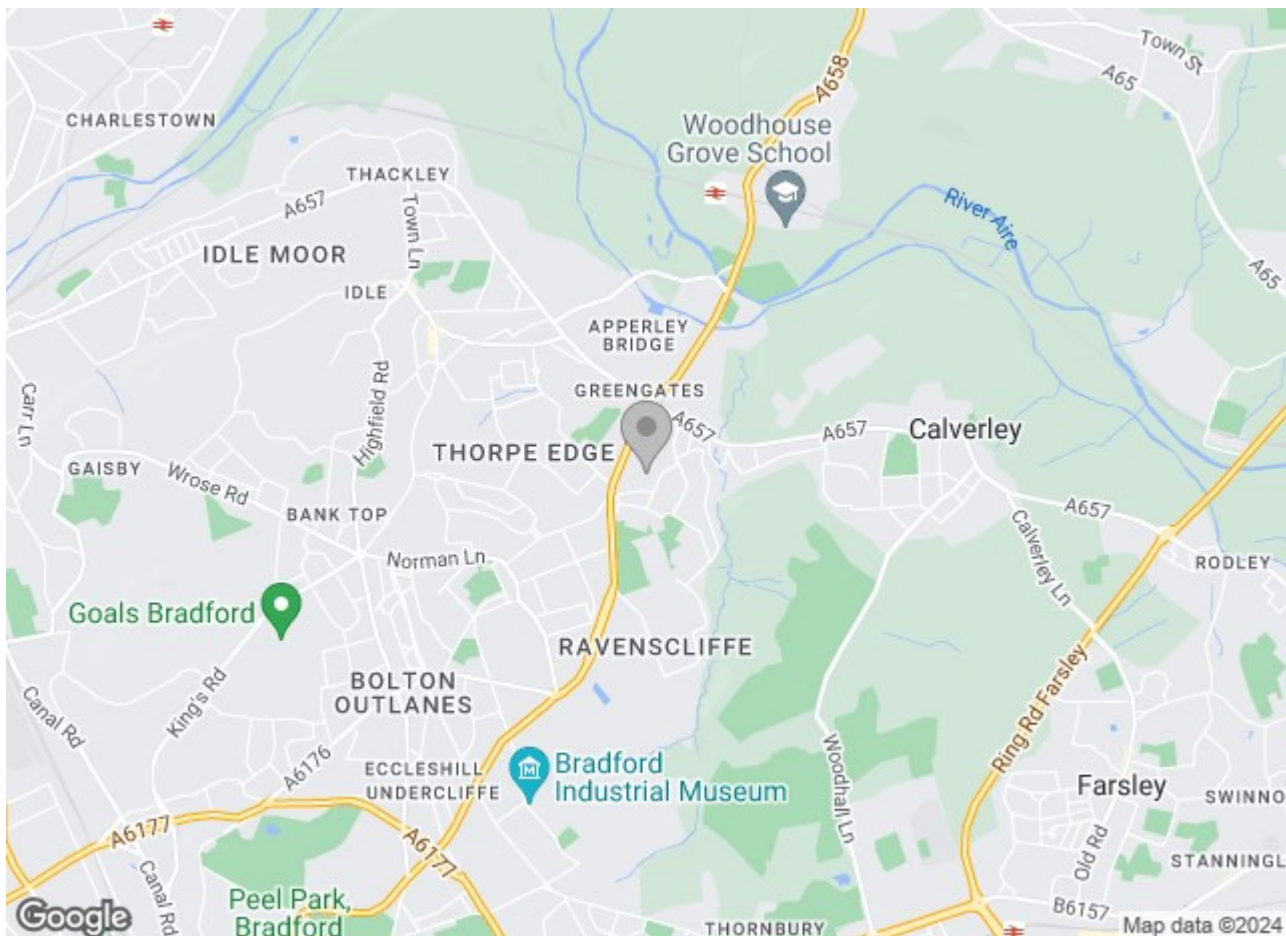 Town St
A65
A658
CHARLESTOWN
Woodhouse
Grove School
THACKLEY
A657
Town Ln
River Aire
IDLE MOOR
A65
IDLE
APPERLEY
BRIDGE
Highfield Rd
GREENGATES
Carr Ln
A657
A657
Calverley
THORPE EDGE
GAISBY
Wrose Rd
BANK TOP
A657
Norman Ln
Calverley Ln
RODLEY
Goals Bradford
RAVENSCLIFFE
BOLTON
OUTLANES
King's Rd
Canal Rd
Ring Rd Farsley
Woodhall Ln
A6176
ECCLESHILL
UNDERCLIFFE
Bradford
Industrial Museum
Farsley
SWINNO
A6177
A6177
Old Rd
STANNINGL
Canal Rd
Peel Park,
Bradford
B6157
THORNBURY
Google
Map data ©2024